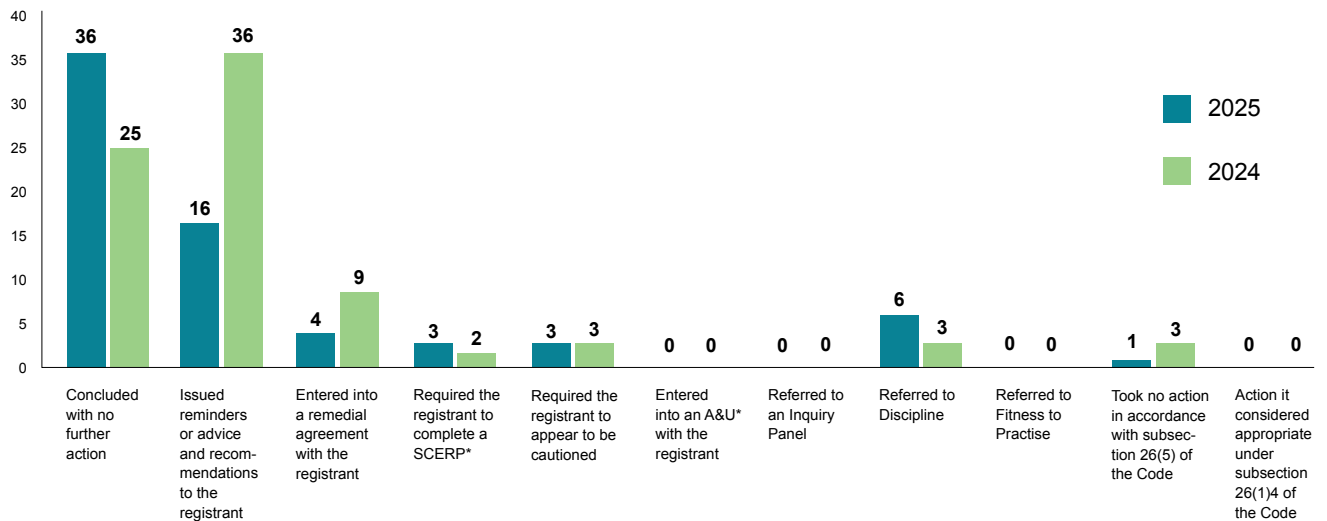 40
35
30
25
20
15
10
5
0
36
25
16
36
4
9
3
2
3
3
0
0
0
0
6
3
0
0
1
3
0
0
2025
2024
Concluded
with no
further
action
Issued
reminders
or advice
and recom-
mendations
to the
registrant
Entered into
a remedial
agreement
with the
registrant
Required the
registrant to
complete a
SCERP*
Required the
registrant to
appear to be
cautioned
Entered
into an A&U*
with the
registrant
Referred to
an Inquiry
Panel
Referred to
Discipline
Referred to
Fitness to
Practise
Took no action
in accordance
with subsec-
tion 26(5) of
the Code
Action it
considered
appropriate
under
subsection
26(1)4 of
the Code